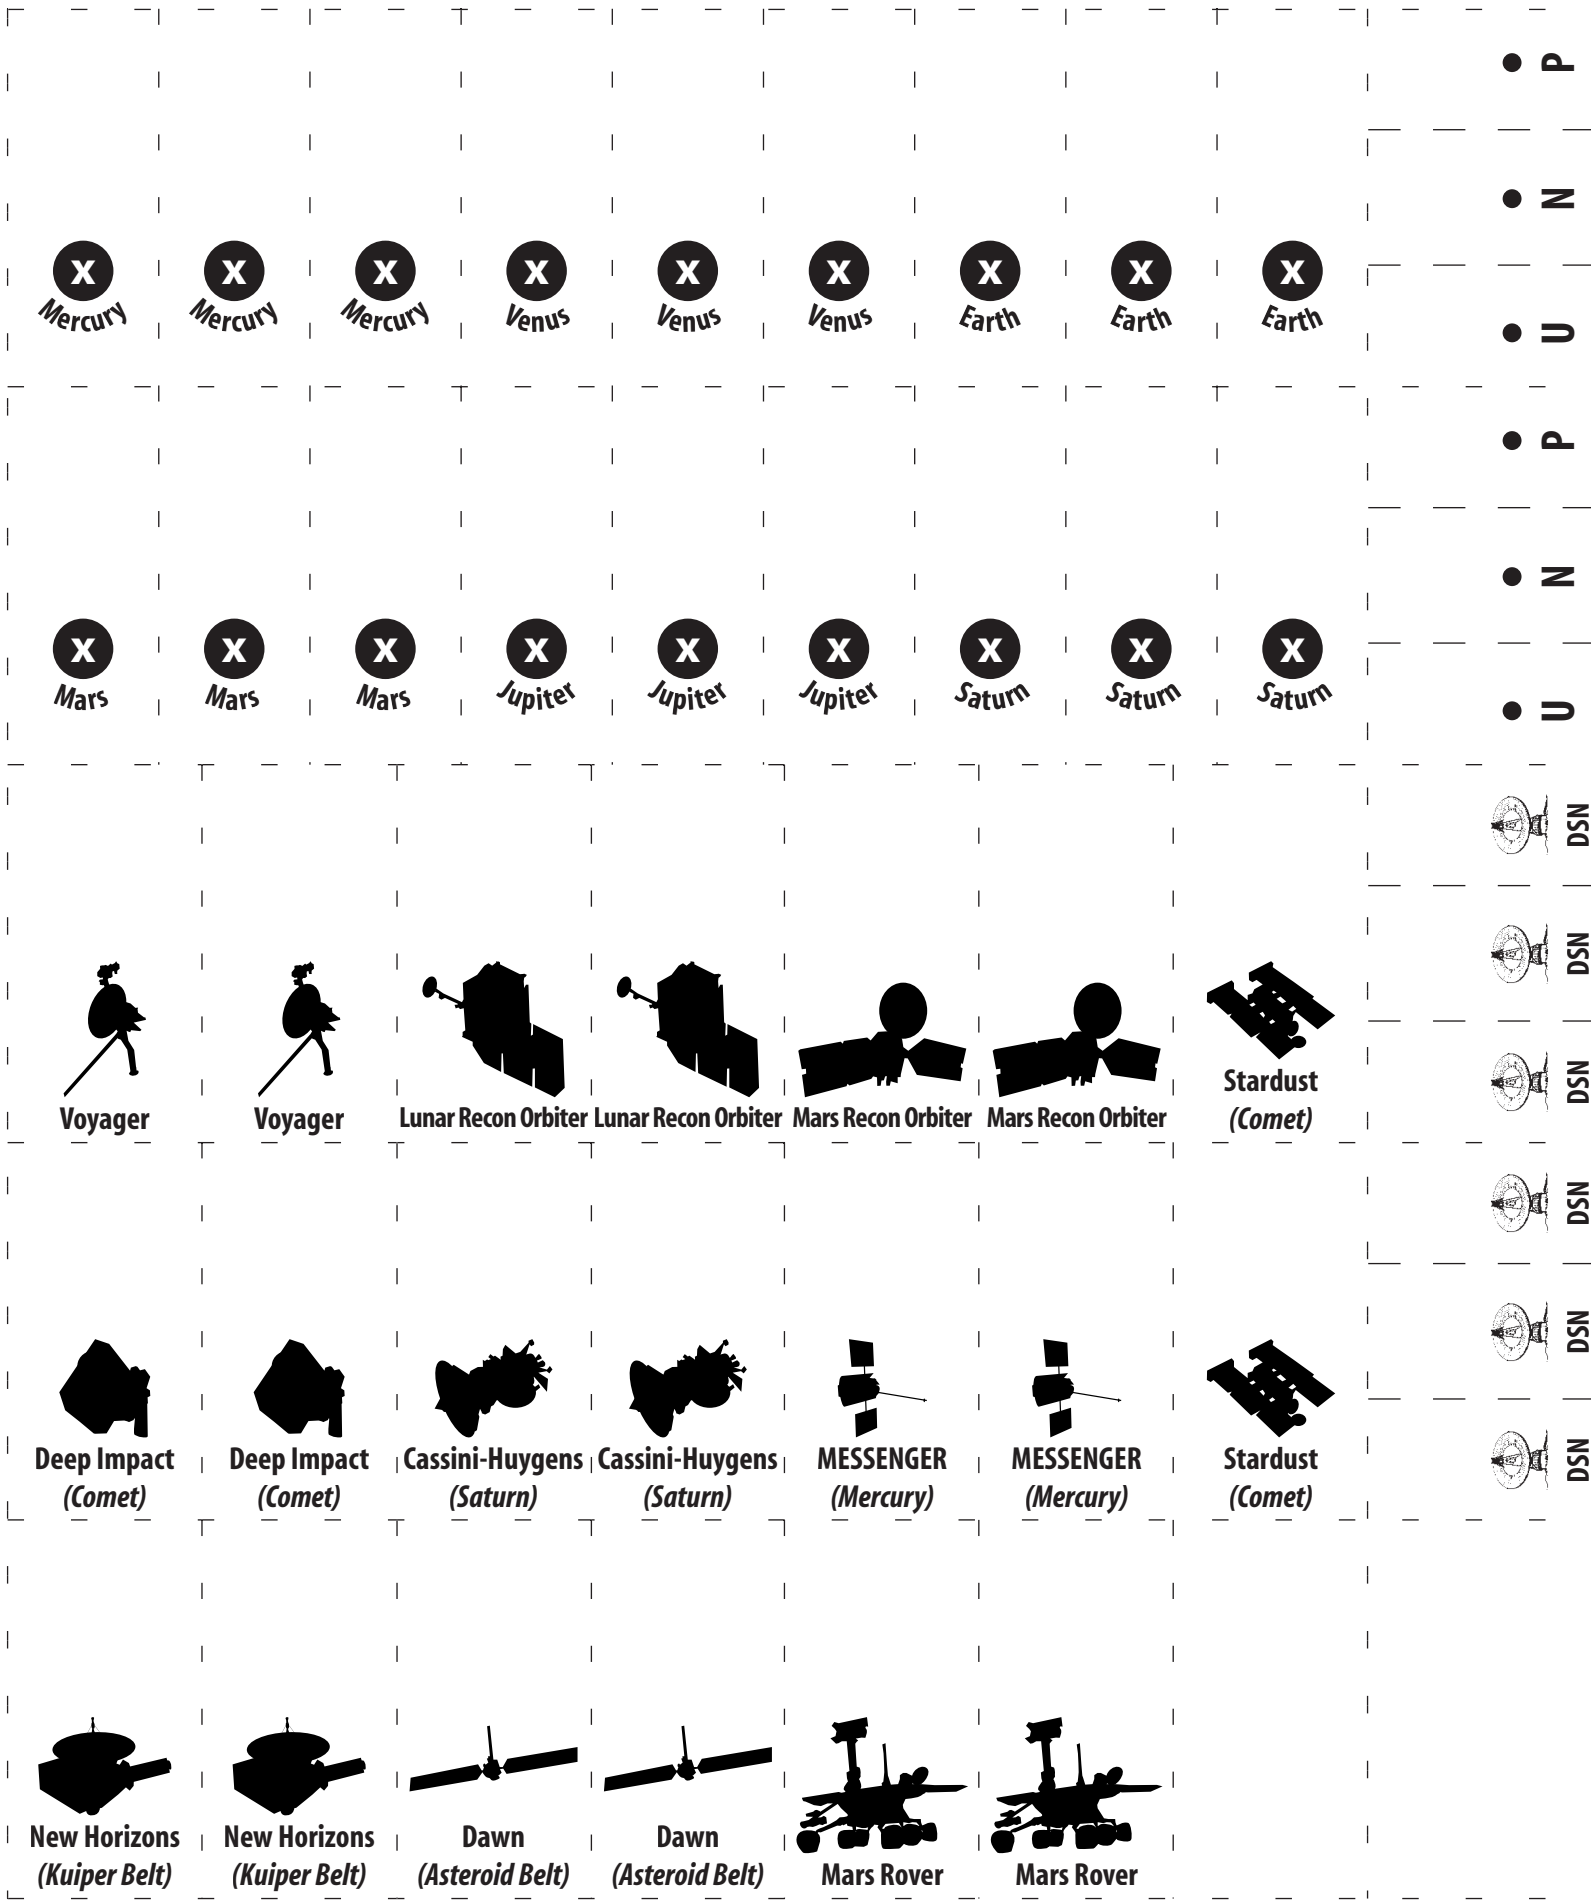 P
N
x x x x x x x x x
Mercury Mercury Mercury Venus Venus Venus Earth Earth Earth
U
P
N
x x x x x x x x x
Mars Mars Mars Jupiter Jupiter Jupiter Saturn Saturn Saturn
U
DSN
DSN
DSN
Stardust
Voyager Voyager Lunar Recon Orbiter Lunar Recon Orbiter Mars Recon Orbiter Mars Recon Orbiter (Comet)
DSN
DSN
DSN
Deep Impact Deep Impact Cassini-Huygens Cassini-Huygens MESSENGER MESSENGER Stardust
(Comet) (Comet) (Saturn) (Saturn) (Mercury) (Mercury) (Comet)
New Horizons New Horizons Dawn Dawn
(Kuiper Belt) (Kuiper Belt) (Asteroid Belt) (Asteroid Belt) Mars Rover Mars Rover